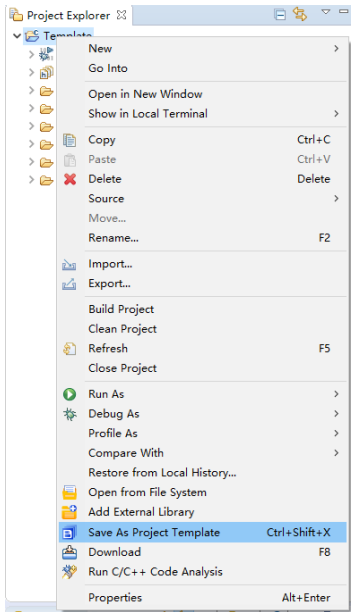 Project Explorer
Template
New
Go Into
Open in New Window
Show in Local Terminal
Copy Ctrl+C
Paste Ctrl+V
Delete Delete
Source
Move...
Rename... F2
Import...
Export...
Build Project
Clean Project
Refresh F5
Close Project
Run As
Debug As
Profile As
Compare With
Restore from Local History...
Open from File System
Add External Library
Save As Project Template Ctrl+Shift+X
Download F8
Run C/C++ Code Analysis
Properties Alt+Enter